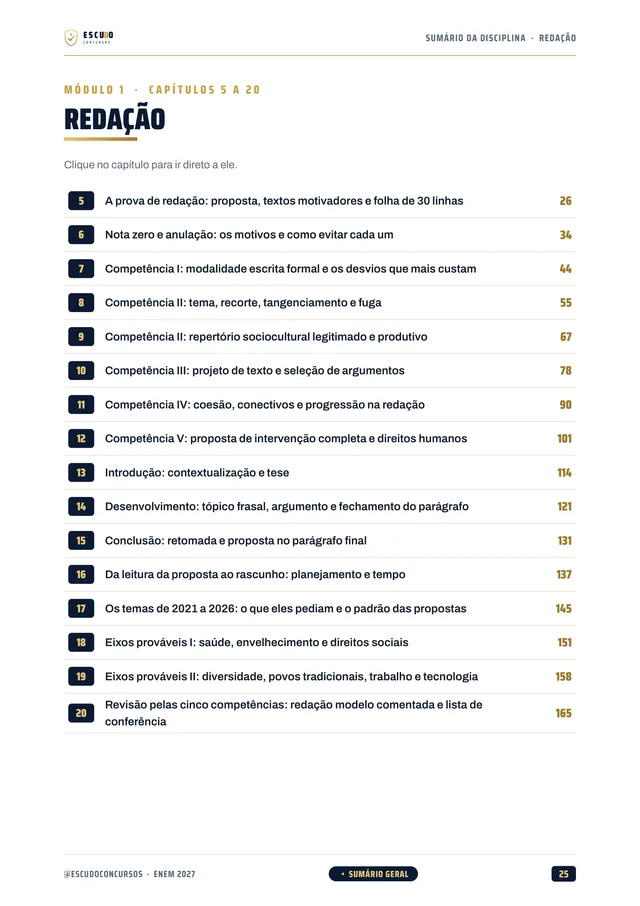 ESCUDO
CONCURSOS
SUMÁRIO DA DISCIPLINA · REDAÇÃO
MÓDULO 1 · CAPÍTULOS 5 A 20
REDAÇÃO
Clique no capítulo para ir direto a ele.
5 A prova de redação: proposta, textos motivadores e folha de 30 linhas 26
6 Nota zero e anulação: os motivos e como evitar cada um 34
7 Competência I: modalidade escrita formal e os desvios que mais custam 44
8 Competência II: tema, recorte, tangenciamento e fuga 55
9 Competência II: repertório sociocultural legitimado e produtivo 67
10 Competência III: projeto de texto e seleção de argumentos 78
11 Competência IV: coesão, conectivos e progressão na redação 90
12 Competência V: proposta de intervenção completa e direitos humanos 101
13 Introdução: contextualização e tese 114
14 Desenvolvimento: tópico frasal, argumento e fechamento do parágrafo 121
15 Conclusão: retomada e proposta no parágrafo final 131
16 Da leitura da proposta ao rascunho: planejamento e tempo 137
17 Os temas de 2021 a 2026: o que eles pediam e o padrão das propostas 145
18 Eixos prováveis I: saúde, envelhecimento e direitos sociais 151
19 Eixos prováveis II: diversidade, povos tradicionais, trabalho e tecnologia 158
20 Revisão pelas cinco competências: redação modelo comentada e lista de
conferência 165
@ESCUDOCONCURSOS · ENEM 2027
SUMÁRIO GERAL
25